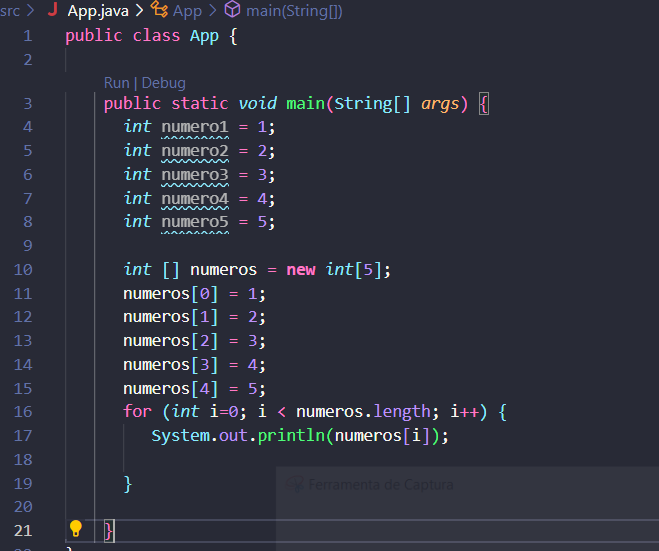 src > J App.java > App > main(String[])
1 public class App {
2
Run | Debug
3 public static void main(String[] args) {
4 int numero1 = 1;
5 int numero2 = 2;
6 int numero3 = 3;
7 int numero4 = 4;
8 int numero5 = 5;
9
10 int [] numeros = new int[5];
11 numeros[0] = 1;
12 numeros[1] = 2;
13 numeros[2] = 3;
14 numeros[3] = 4;
15 numeros[4] = 5;
16 for (int i=0; i < numeros.length; i++) {
17 System.out.println(numeros[i]);
18
19 }
Ferramenta de Captura
20
21 }